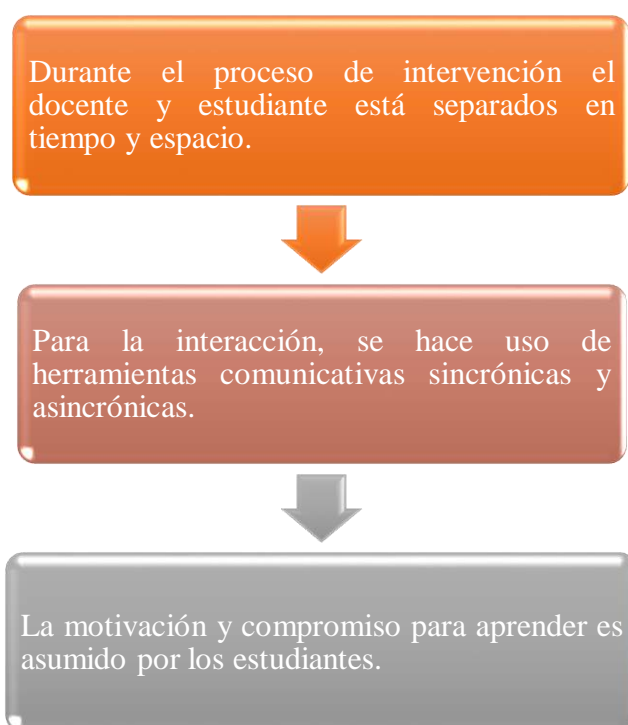 Durante el proceso de intervención el
docente y estudiante está separados en
tiempo y espacio.
Para la interacción, se hace uso de
herramientas comunicativas sincrónicas y
asincrónicas.
La motivación y compromiso para aprender es
asumido por los estudiantes.